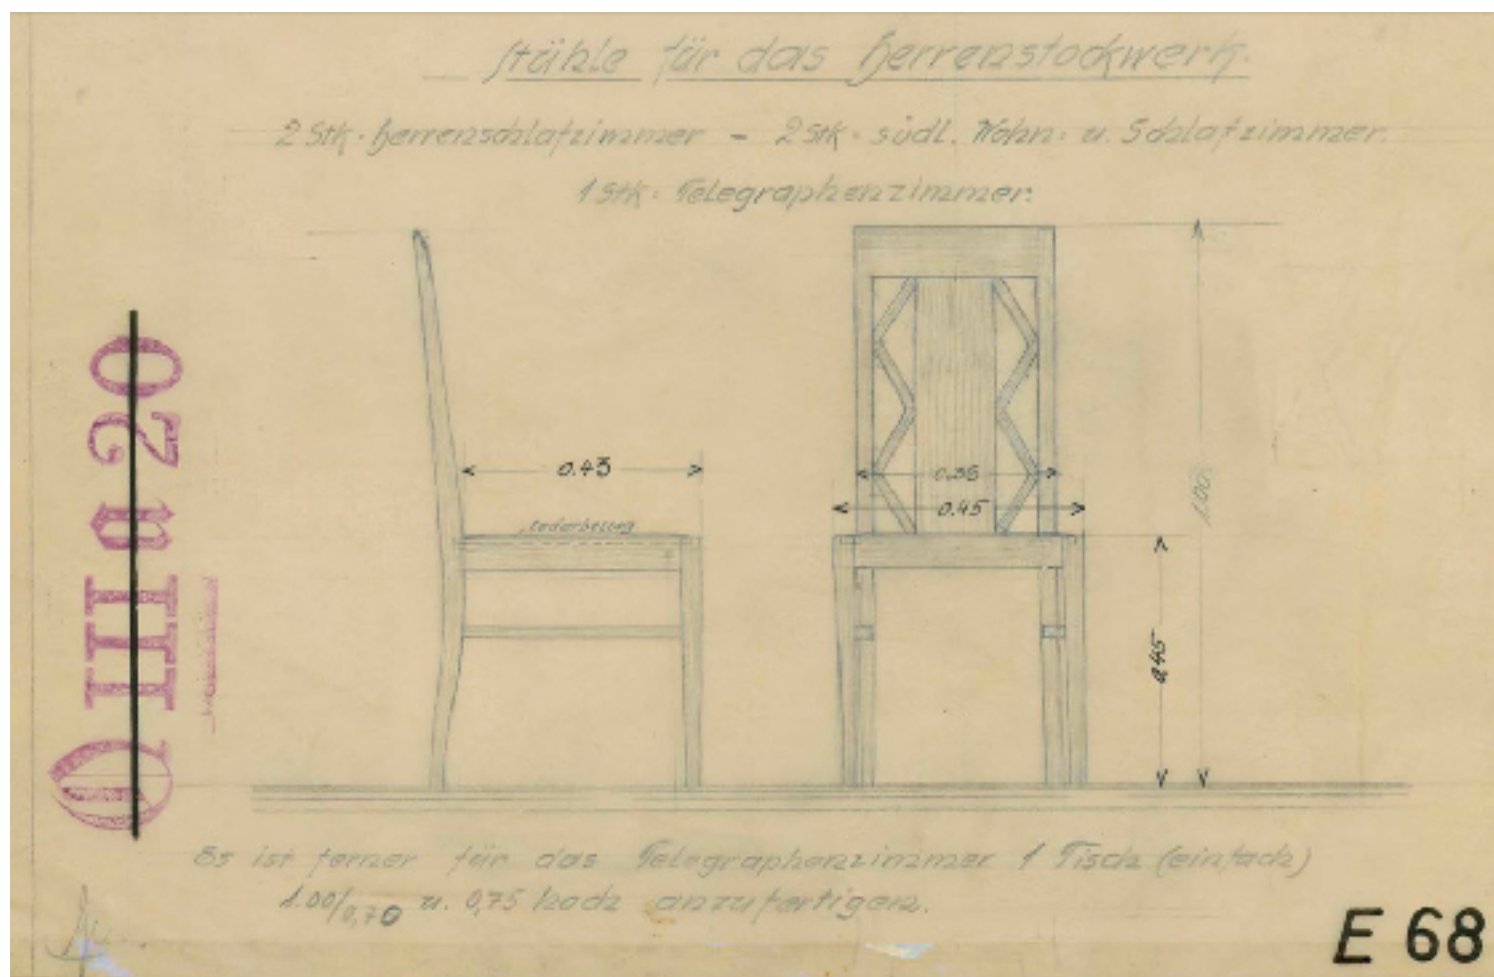 Stühle für das Herrenstockwerk.
2 Stk. Herrenschlafzimmer – 2 Stk. südl. Wohn- u. Schlafzimmer.
1 Stk. Telegraphenzimmer.
0.43
Lederbezug
0.36
0.45
1.00
0.45
O III a 20
Es ist ferner für das Telegraphenzimmer 1 Tisch (einfach)
1.00/0,70 u. 0,75 hoch anzufertigen.
E 68